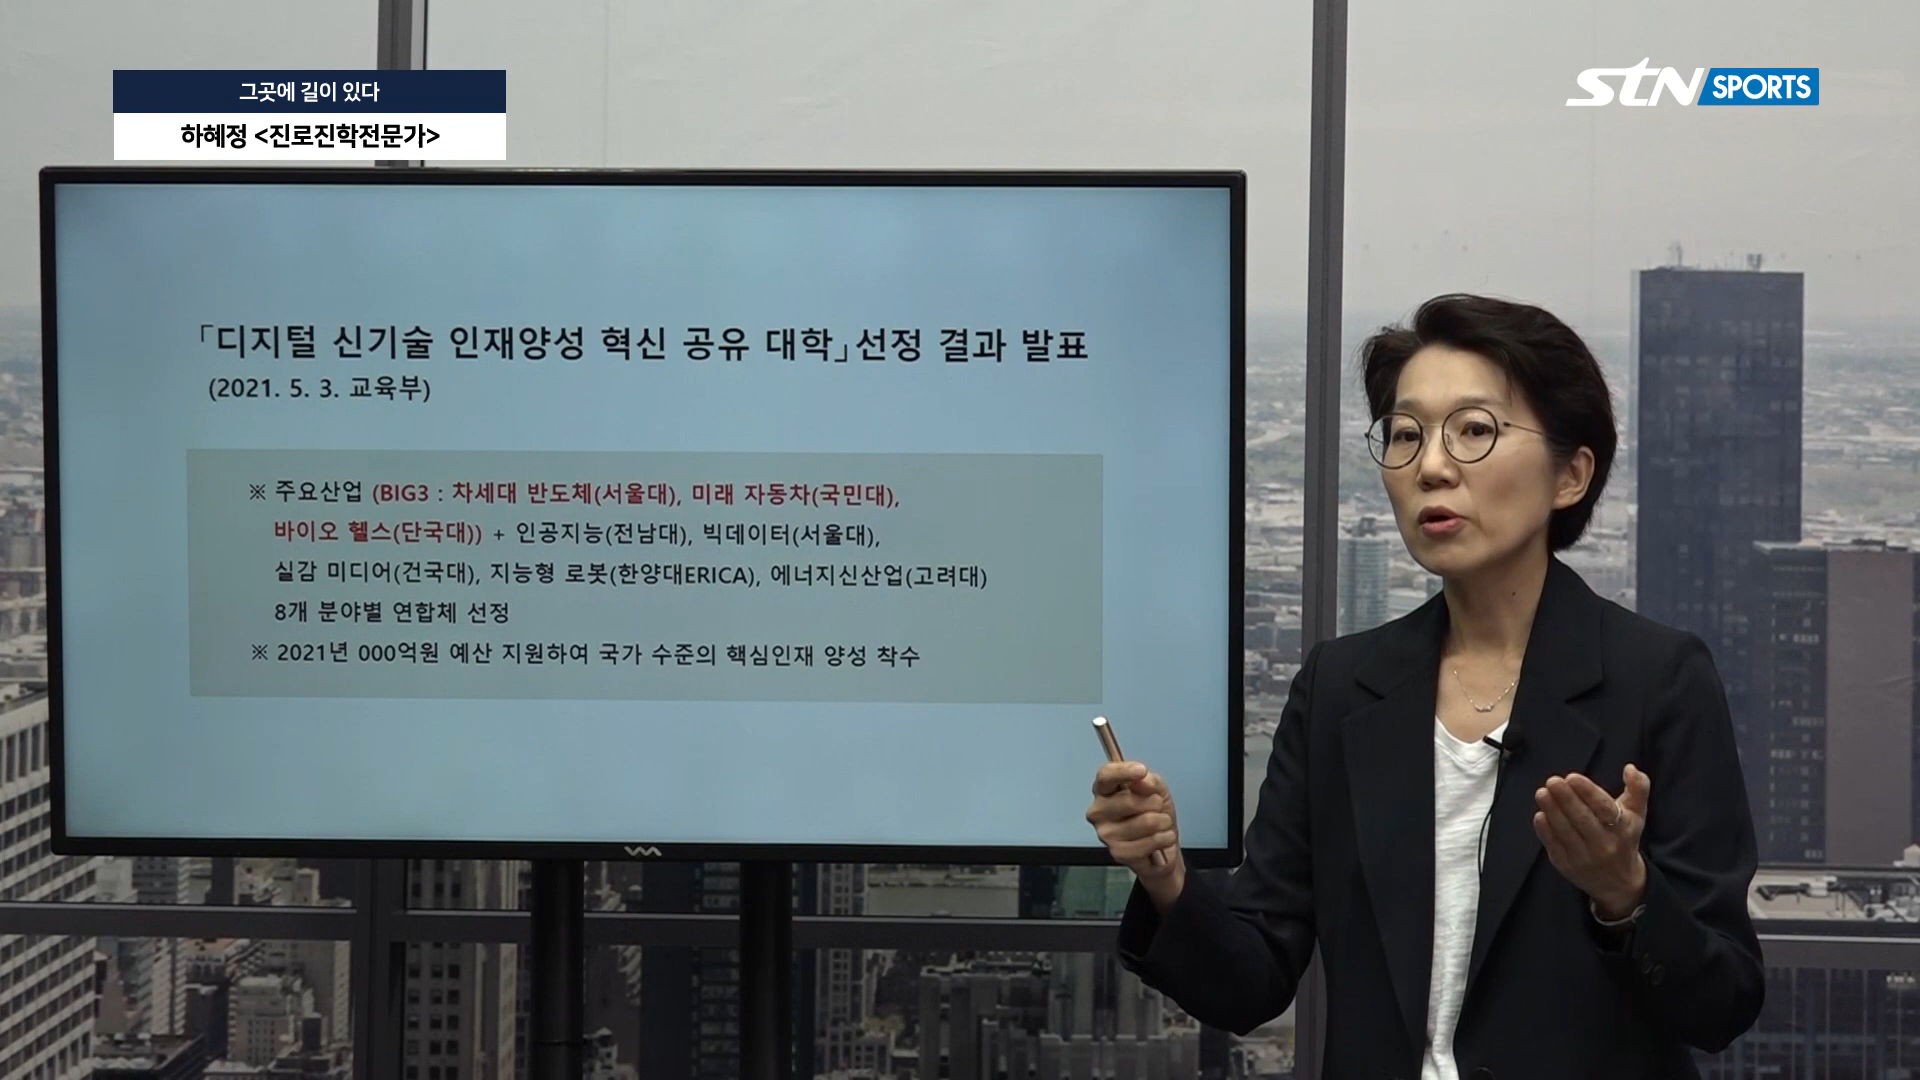 그곳에 길이 있다
하혜정 <진로진학전문가>
STN SPORTS
「디지털 신기술 인재양성 혁신 공유 대학」선정 결과 발표
(2021. 5. 3. 교육부)
※ 주요산업 (BIG3 : 차세대 반도체(서울대), 미래 자동차(국민대),
바이오 헬스(단국대)) + 인공지능(전남대), 빅데이터(서울대),
실감 미디어(건국대), 지능형 로봇(한양대ERICA), 에너지신산업(고려대)
8개 분야별 연합체 선정
※ 2021년 000억원 예산 지원하여 국가 수준의 핵심인재 양성 착수